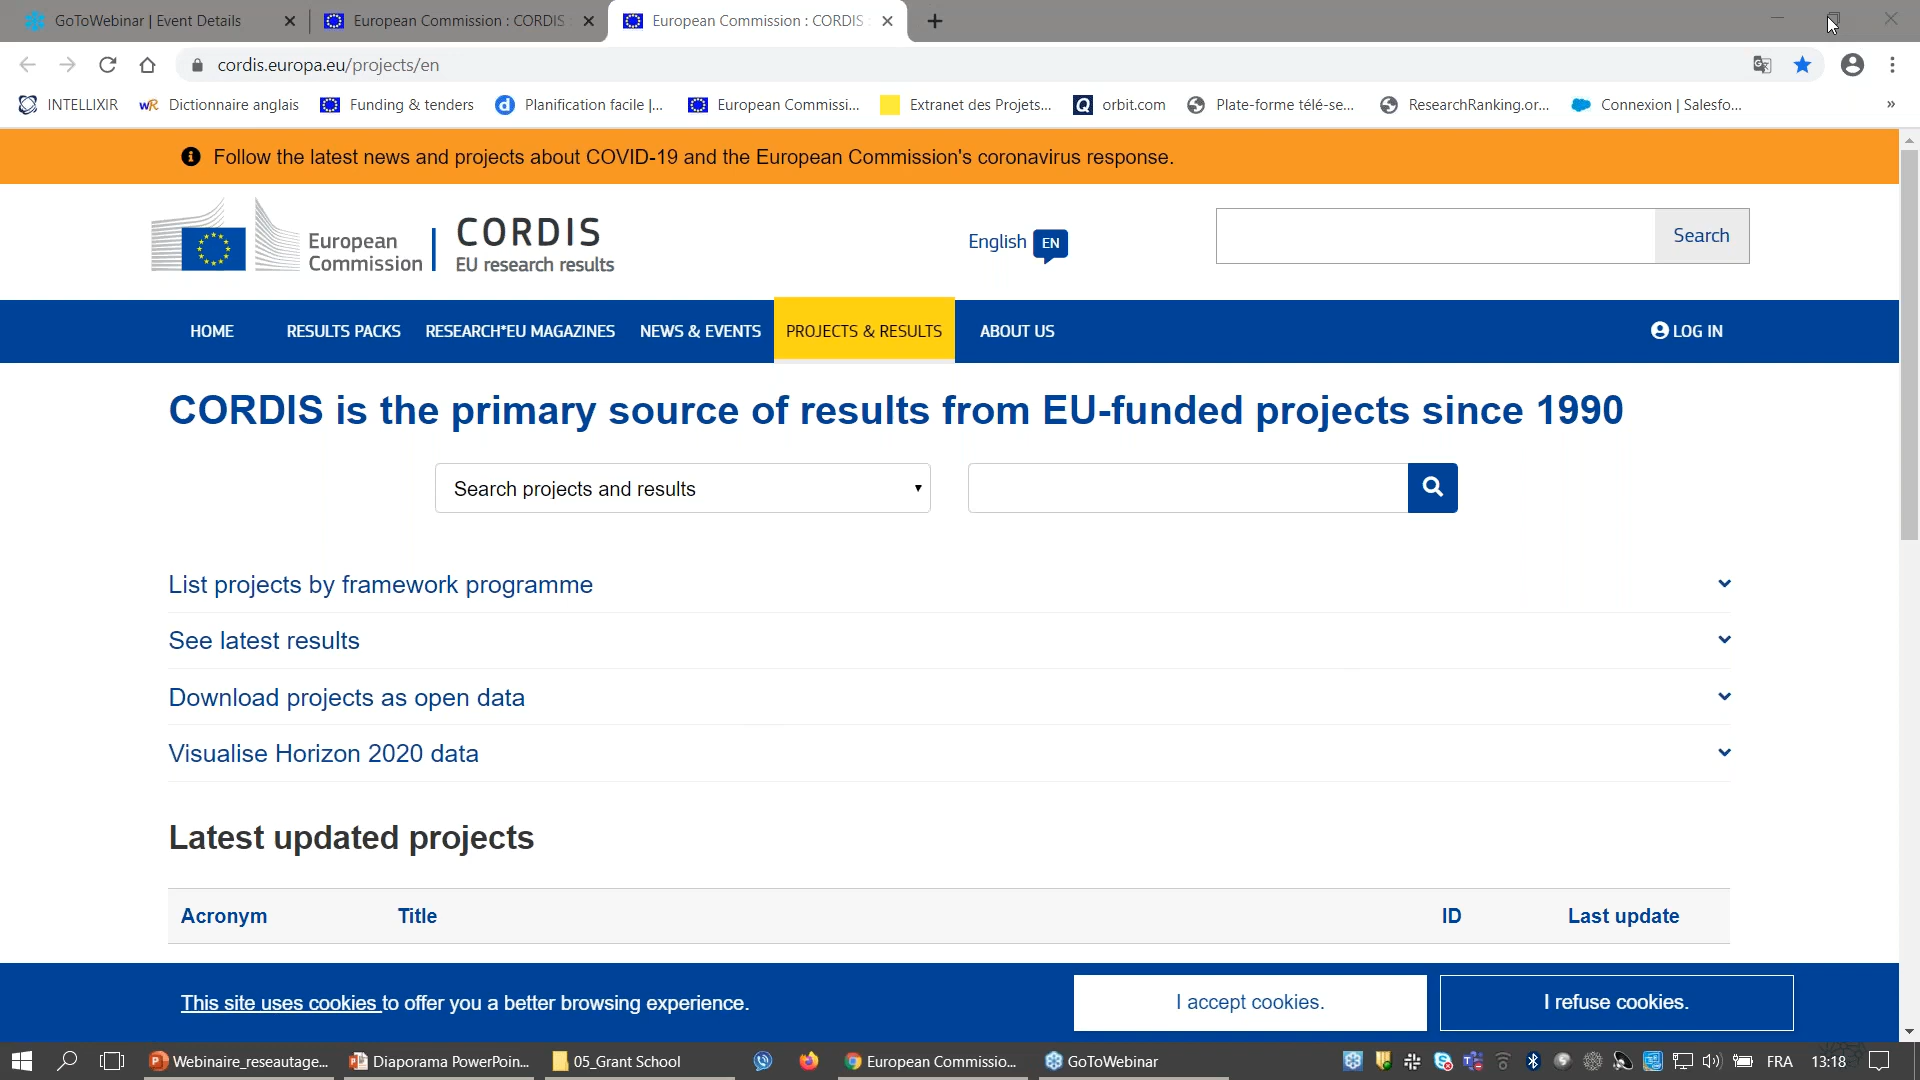 GoToWebinar | Event Details
European Commission : CORDIS
European Commission : CORDIS
cordis.europa.eu/projects/en
INTELLIXIR
Dictionnaire anglais
Funding & tenders
Planification facile |...
European Commissi...
Extranet des Projets...
orbit.com
Plate-forme télé-se...
ResearchRanking.or...
Connexion | Salesfo...
»
Follow the latest news and projects about COVID-19 and the European Commission's coronavirus response.
European
Commission
CORDIS
EU research results
English EN
Search
HOME RESULTS PACKS RESEARCH*EU MAGAZINES NEWS & EVENTS PROJECTS & RESULTS ABOUT US LOG IN
CORDIS is the primary source of results from EU-funded projects since 1990
Search projects and results
List projects by framework programme
See latest results
Download projects as open data
Visualise Horizon 2020 data
Latest updated projects
Acronym Title ID Last update
This site uses cookies to offer you a better browsing experience.
I accept cookies.
I refuse cookies.
Webinaire_reseautage...
Diaporama PowerPoin...
05_Grant School
European Commissio...
GoToWebinar
FRA
13:18